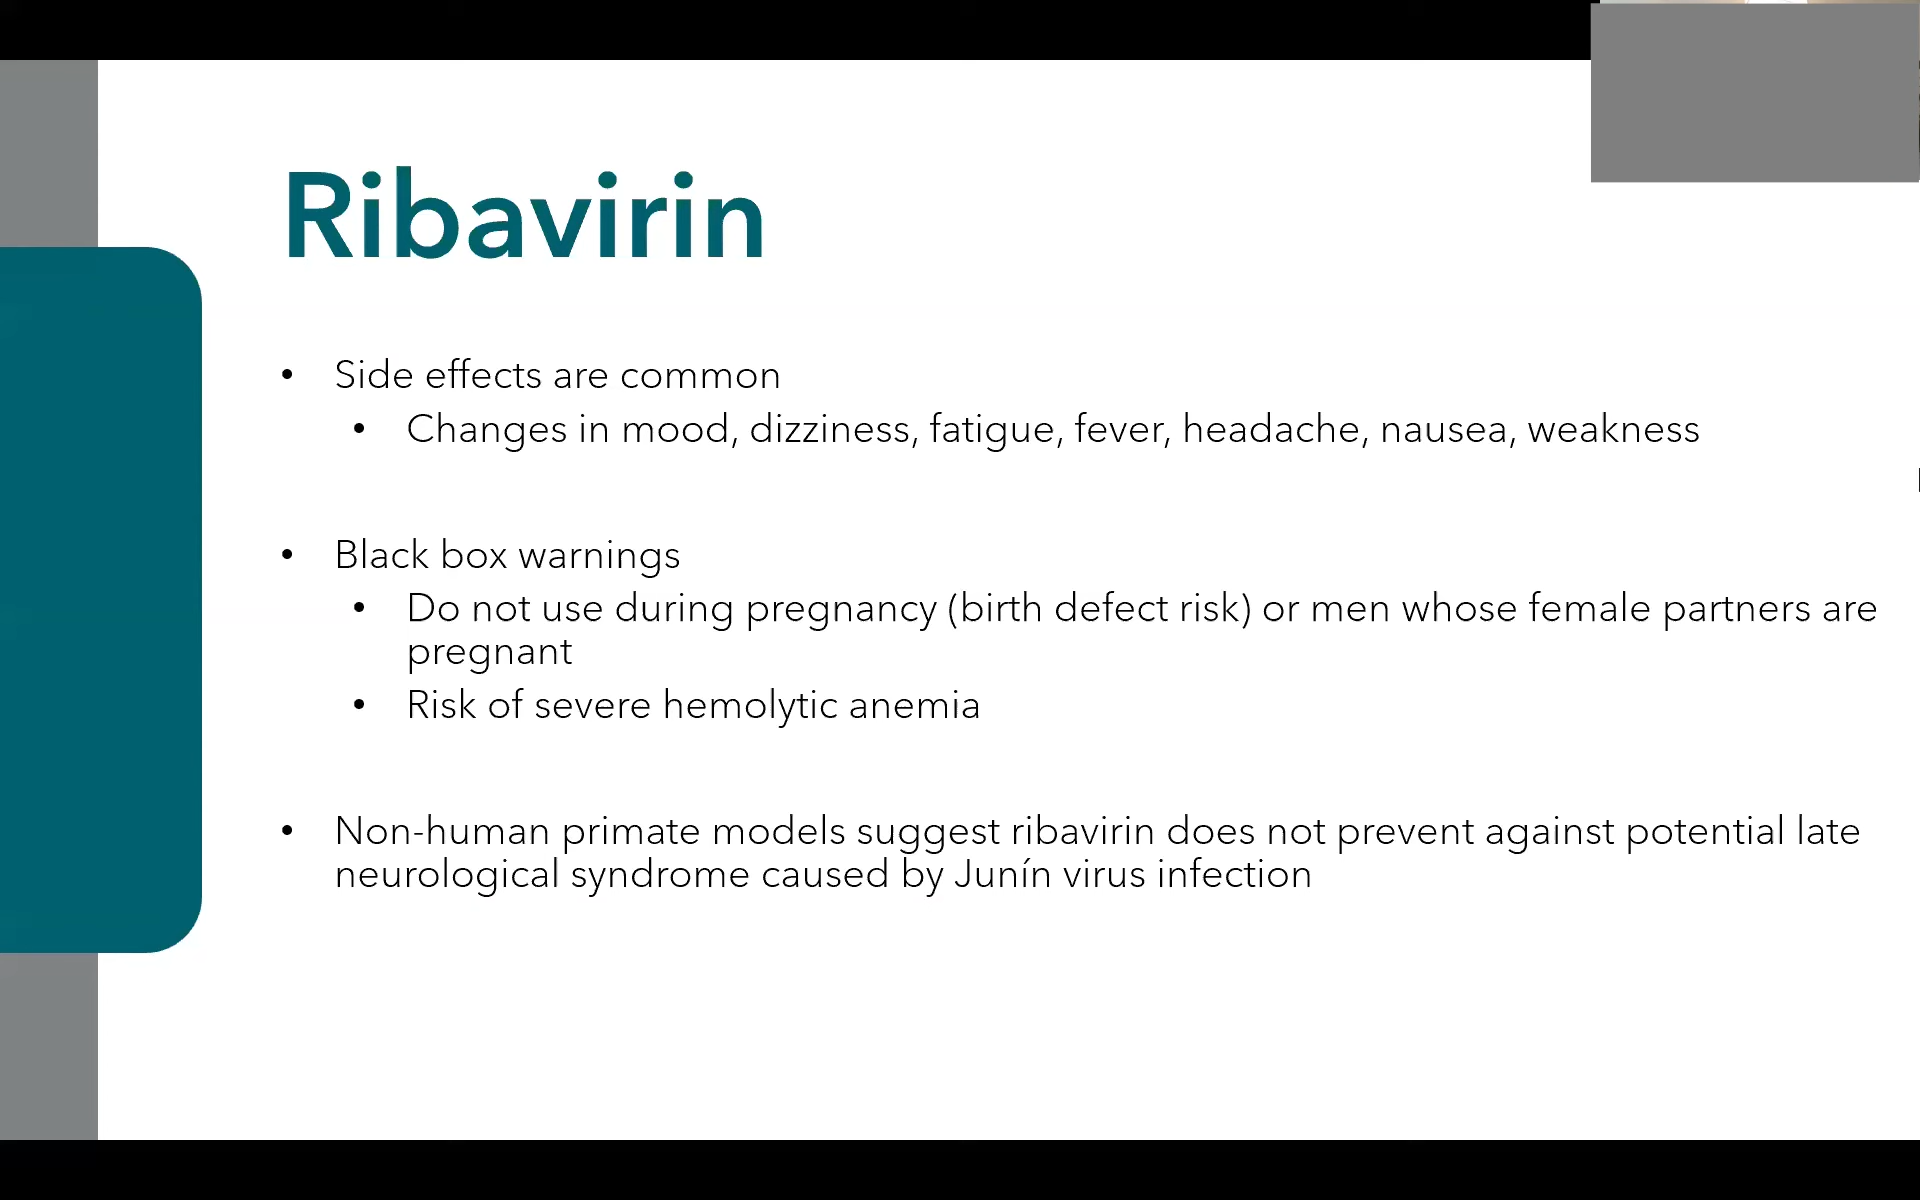 Ribavirin
• Side effects are common
• Changes in mood, dizziness, fatigue, fever, headache, nausea, weakness
• Black box warnings
• Do not use during pregnancy (birth defect risk) or men whose female partners are
pregnant
• Risk of severe hemolytic anemia
• Non-human primate models suggest ribavirin does not prevent against potential late
neurological syndrome caused by Junín virus infection